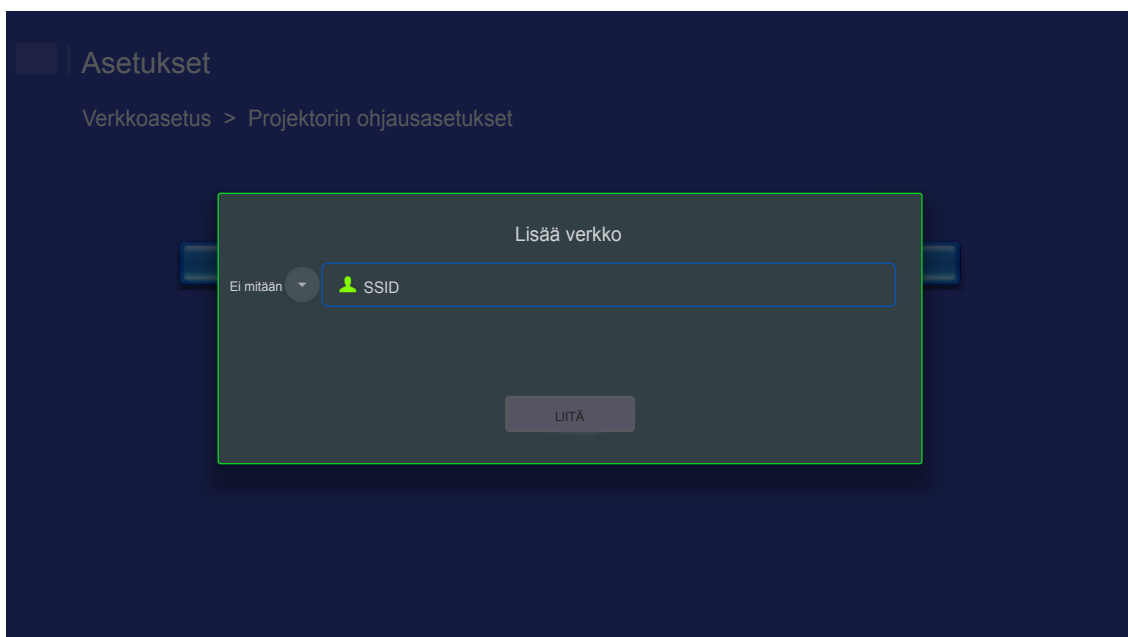 Asetukset
Verkkoasetus > Projektorin ohjausasetukset
Lisää verkko
Ei mitään SSID
LIITÄ